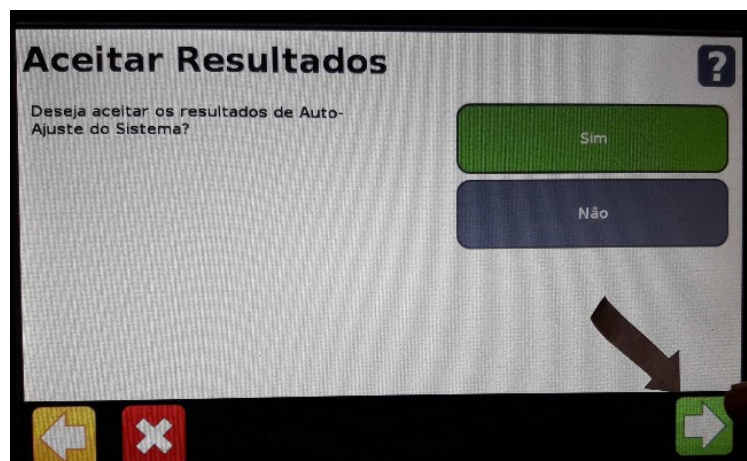 Aceitar Resultados
?
Deseja aceitar os resultados de Auto-
Ajuste do Sistema?
Sim
Não